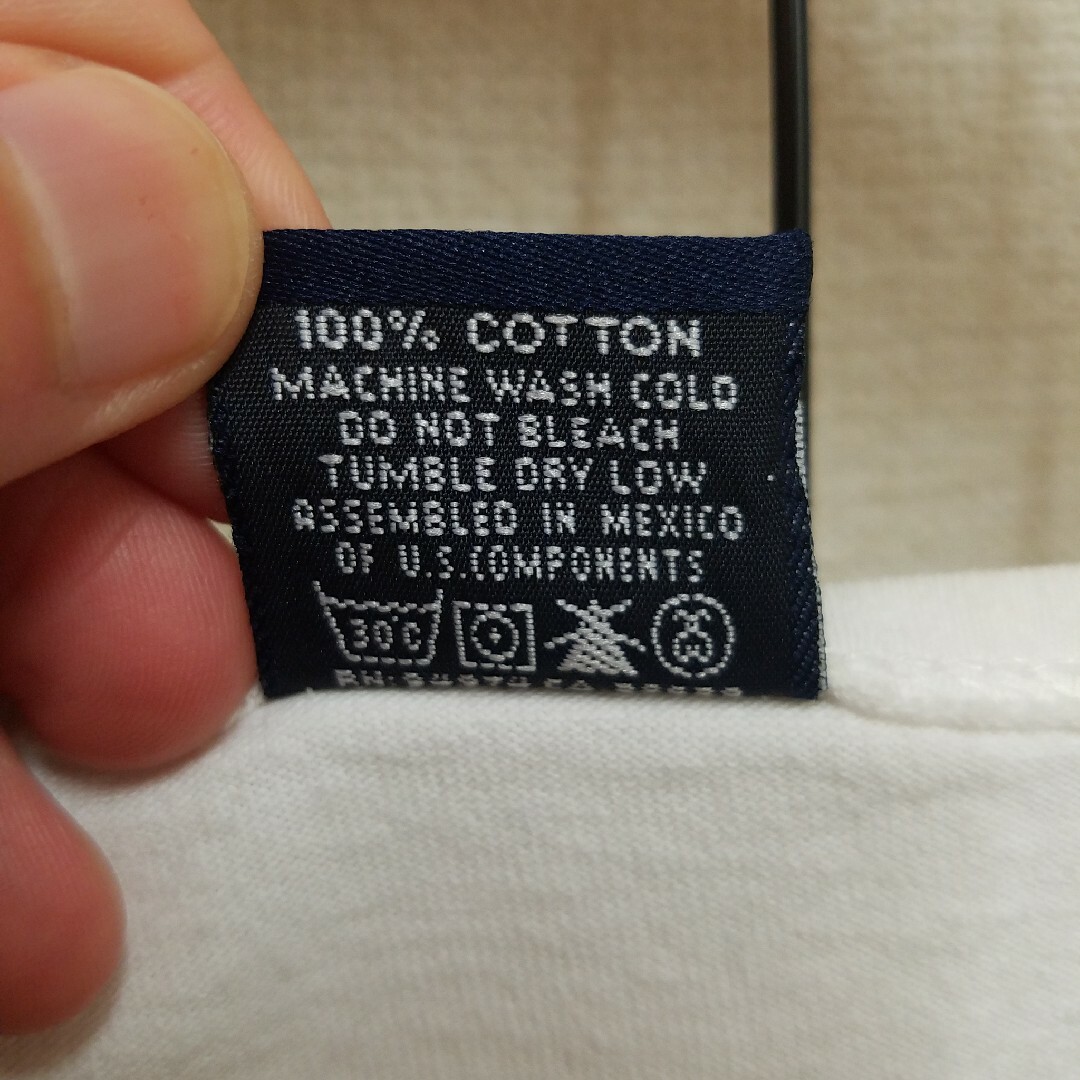 100% COTTON
MACHINE WASH COLD
DO NOT BLEACH
TUMBLE DRY LOW
ASSEMBLED IN MEXICO
OF U.S.COMPONENTS
30°C